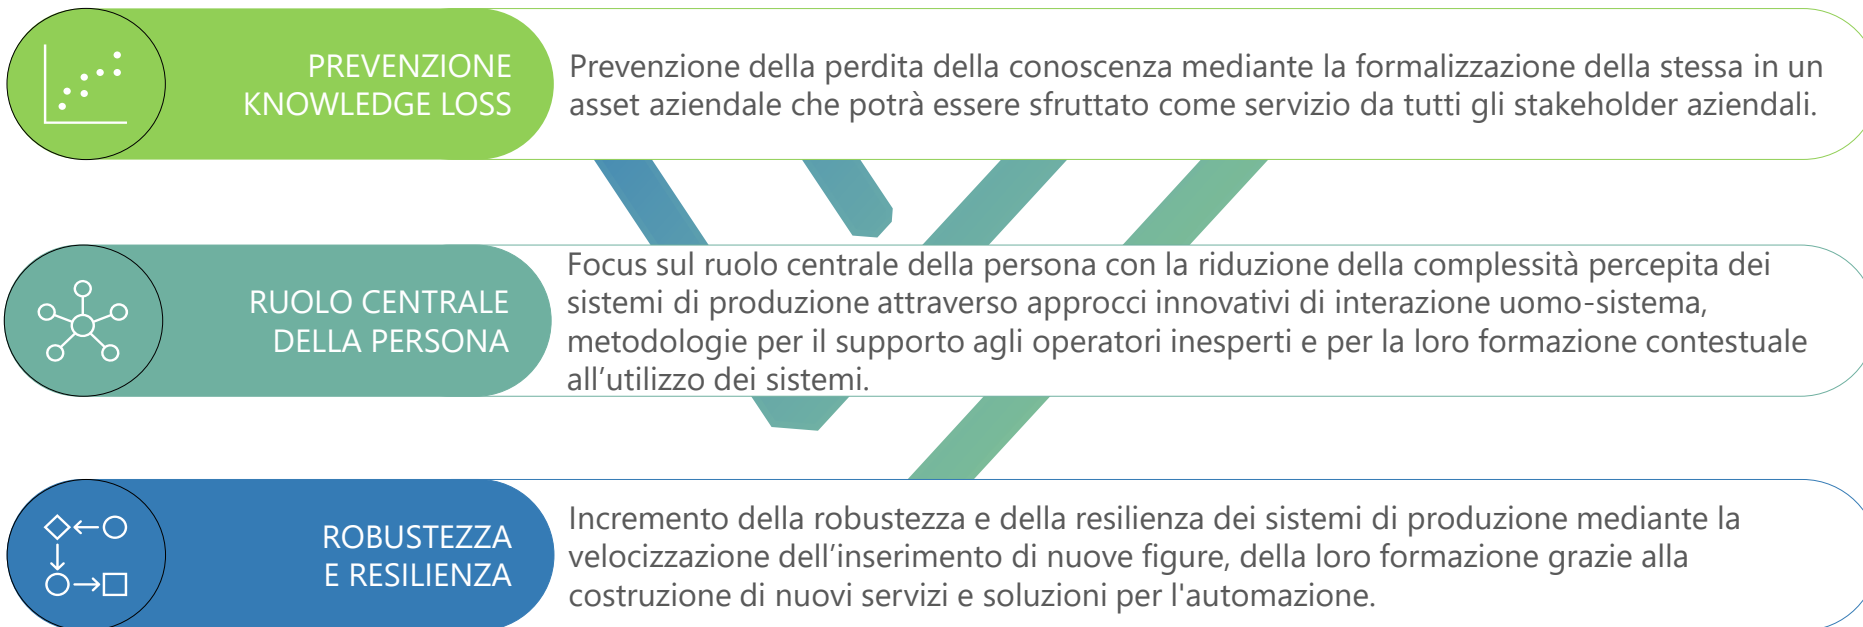 PREVENZIONE
KNOWLEDGE LOSS
Prevenzione della perdita della conoscenza mediante la formalizzazione della stessa in un
asset aziendale che potrà essere sfruttato come servizio da tutti gli stakeholder aziendali.
RUOLO CENTRALE
DELLA PERSONA
Focus sul ruolo centrale della persona con la riduzione della complessità percepita dei
sistemi di produzione attraverso approcci innovativi di interazione uomo-sistema,
metodologie per il supporto agli operatori inesperti e per la loro formazione contestuale
all’utilizzo dei sistemi.
ROBUSTEZZA
E RESILIENZA
Incremento della robustezza e della resilienza dei sistemi di produzione mediante la
velocizzazione dell’inserimento di nuove figure, della loro formazione grazie alla
costruzione di nuovi servizi e soluzioni per l'automazione.